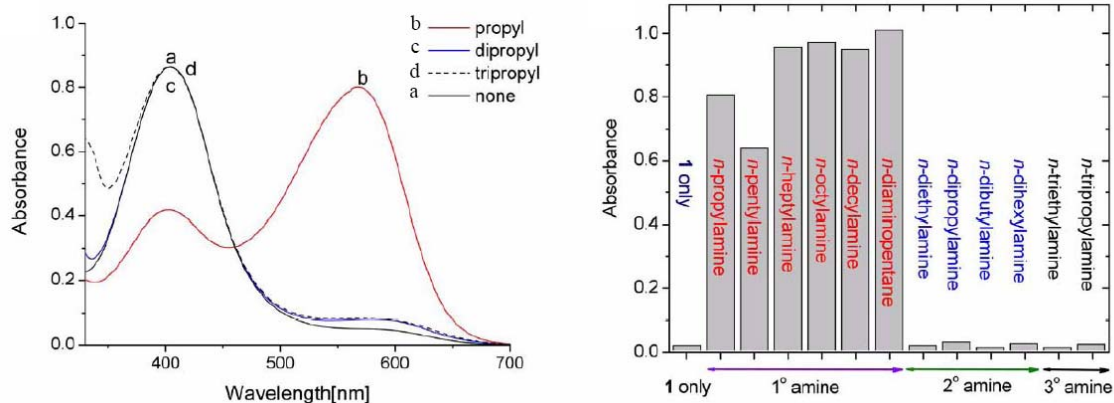 b propyl
c dipropyl
d tripropyl
a none
a
d
c
b
1.0
0.8
0.6
0.4
0.2
0.0
Absorbance
400 500 600 700
Wavelength[nm]
1.0
0.8
0.6
0.4
0.2
0.0
Absorbance
1 only
n-propylamine
n-pentylamine
n-heptylamine
n-octylamine
n-decylamine
n-diaminopentane
n-diethylamine
n-dipropylamine
n-dibutylamine
n-dihexylamine
n-triethylamine
n-tripropylamine
1 only 1° amine 2° amine 3° amine